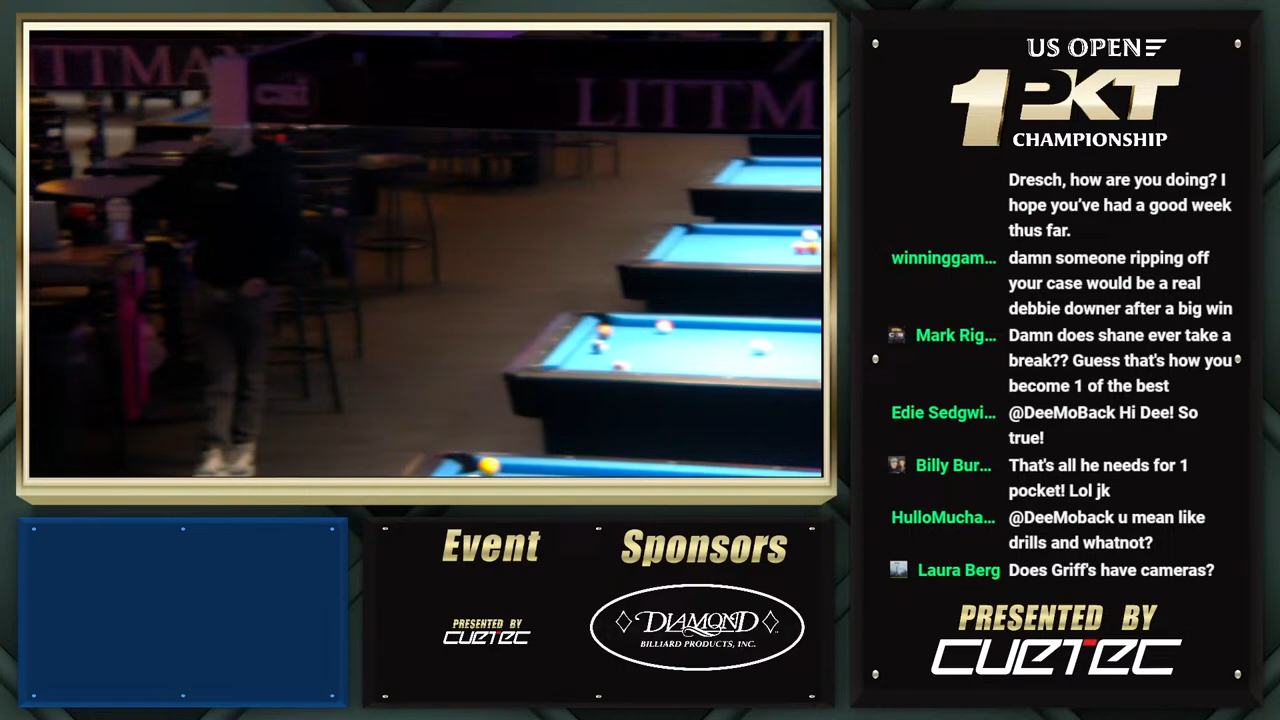 ITTMA
csi
LITTM
US OPEN
1PKT
CHAMPIONSHIP
Dresch, how are you doing? I
hope you've had a good week
thus far.
winninggam... damn someone ripping off
your case would be a real
debbie downer after a big win
Mark Rig... Damn does shane ever take a
break?? Guess that's how you
become 1 of the best
Edie Sedgwi... @DeeMoBack Hi Dee! So
true!
Billy Bur... That's all he needs for 1
pocket! Lol jk
HulloMucha... @DeeMoback u mean like
drills and whatnot?
Laura Berg Does Griff's have cameras?
Event Sponsors
PRESENTED BY
CUETEC
DIAMOND
BILLIARD PRODUCTS, INC.
PRESENTED BY
CUETEC